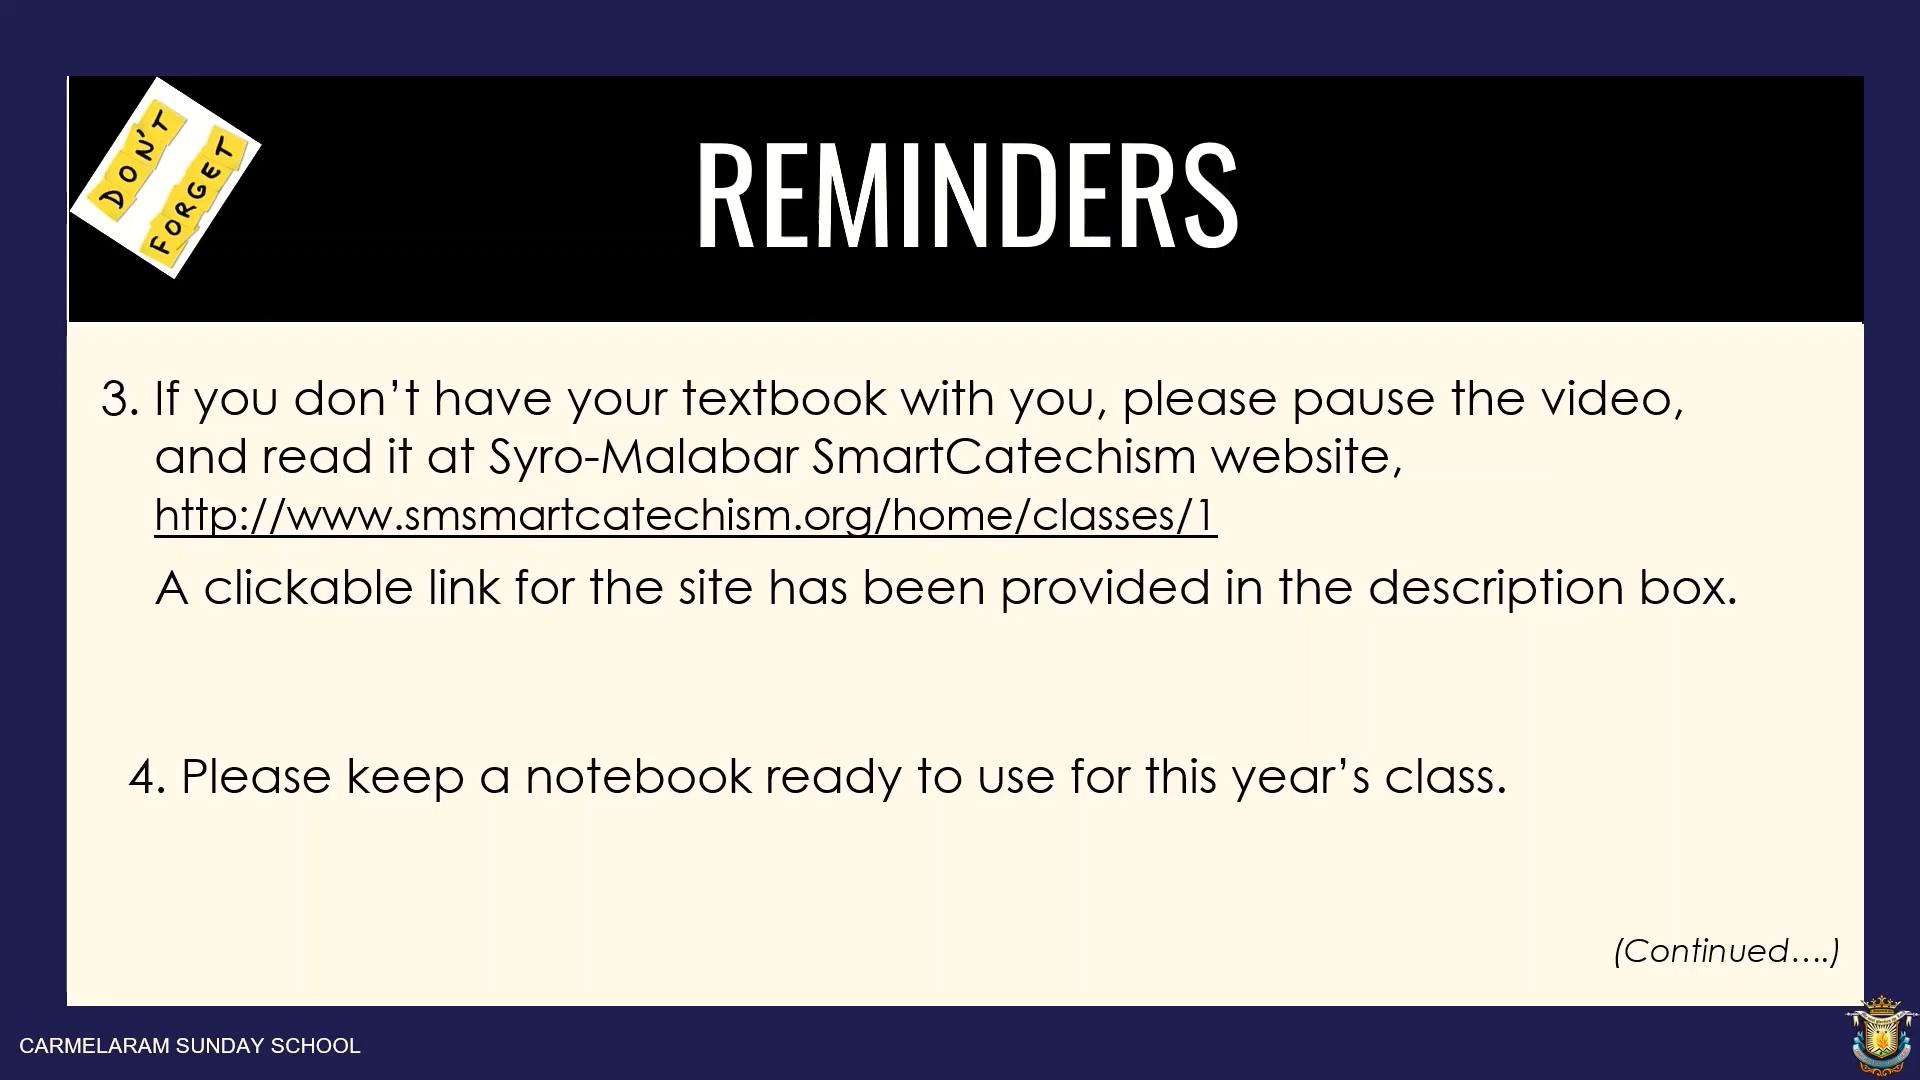 DON'T
FORGET
REMINDERS
3. If you don’t have your textbook with you, please pause the video,
and read it at Syro-Malabar SmartCatechism website,
http://www.smsmartcatechism.org/home/classes/1
A clickable link for the site has been provided in the description box.
4. Please keep a notebook ready to use for this year’s class.
(Continued....)
CARMELARAM SUNDAY SCHOOL